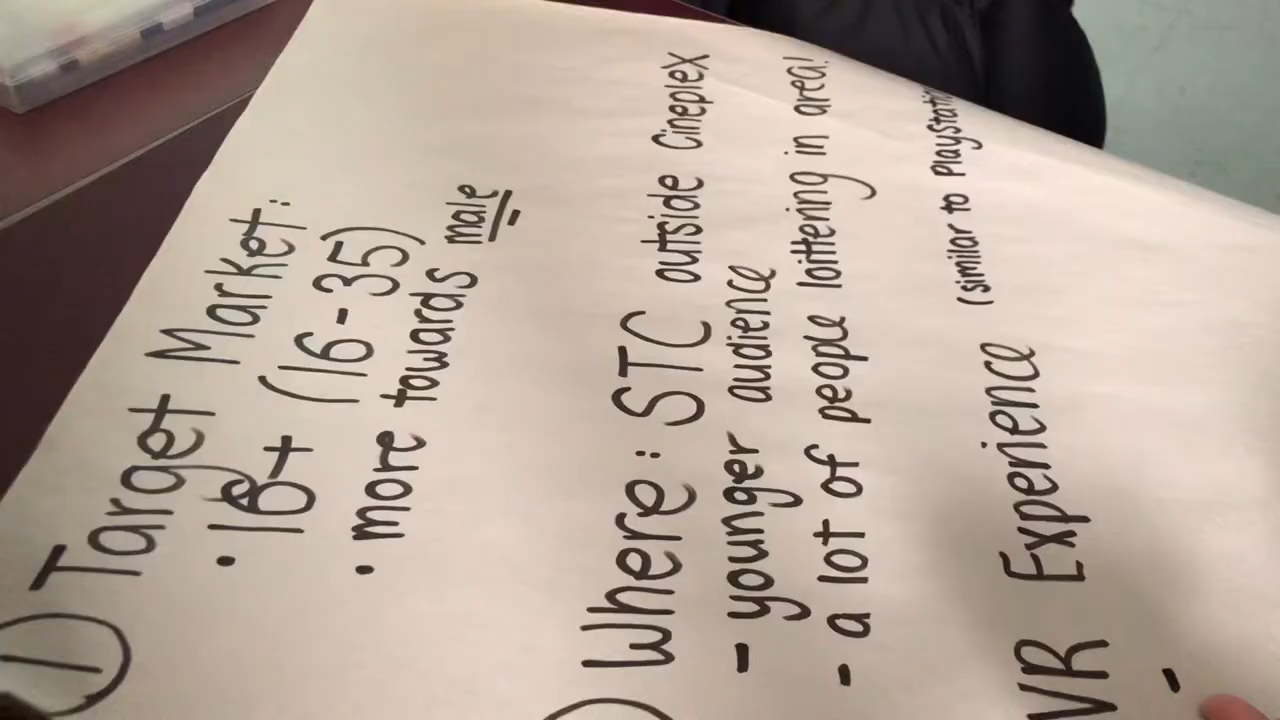 1 Target Market:
• 16+ (16-35)
• more towards male
Where: STC outside Cineplex
- younger audience
- a lot of people loittering in area!
VR Experience (similar to Playstation
-